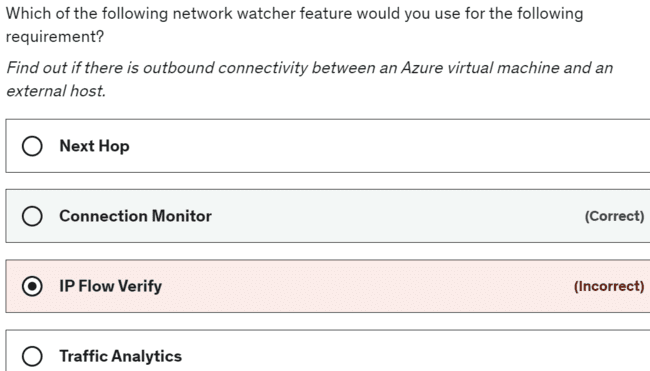 Which of the following network watcher feature would you use for the following
requirement?
Find out if there is outbound connectivity between an Azure virtual machine and an
external host.
Next Hop
Connection Monitor (Correct)
IP Flow Verify (Incorrect)
Traffic Analytics